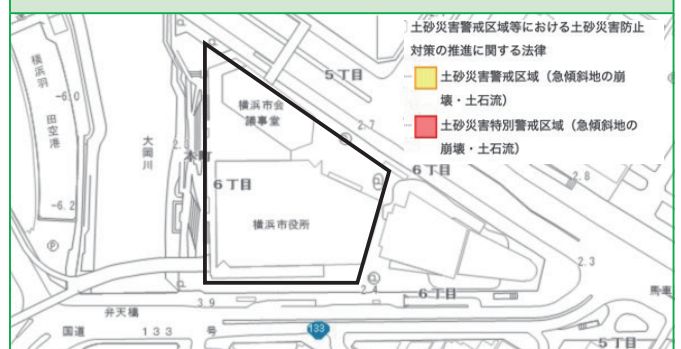 土砂災害警戒区域等における土砂災害防止
対策の推進に関する法律
土砂災害警戒区域（急傾斜地の崩
壊・土石流）
土砂災害特別警戒区域（急傾斜地の
崩壊・土石流）
横浜羽
田空港
-6.0
-6.2
P
大岡川
本町
2.8
5丁目
横浜市会
議事堂
2.7
6丁目
6丁目
2.8
横浜市役所
2.3
馬車
6丁目
2.4
3.9
弁天橋
国道 133 号
133
5丁目